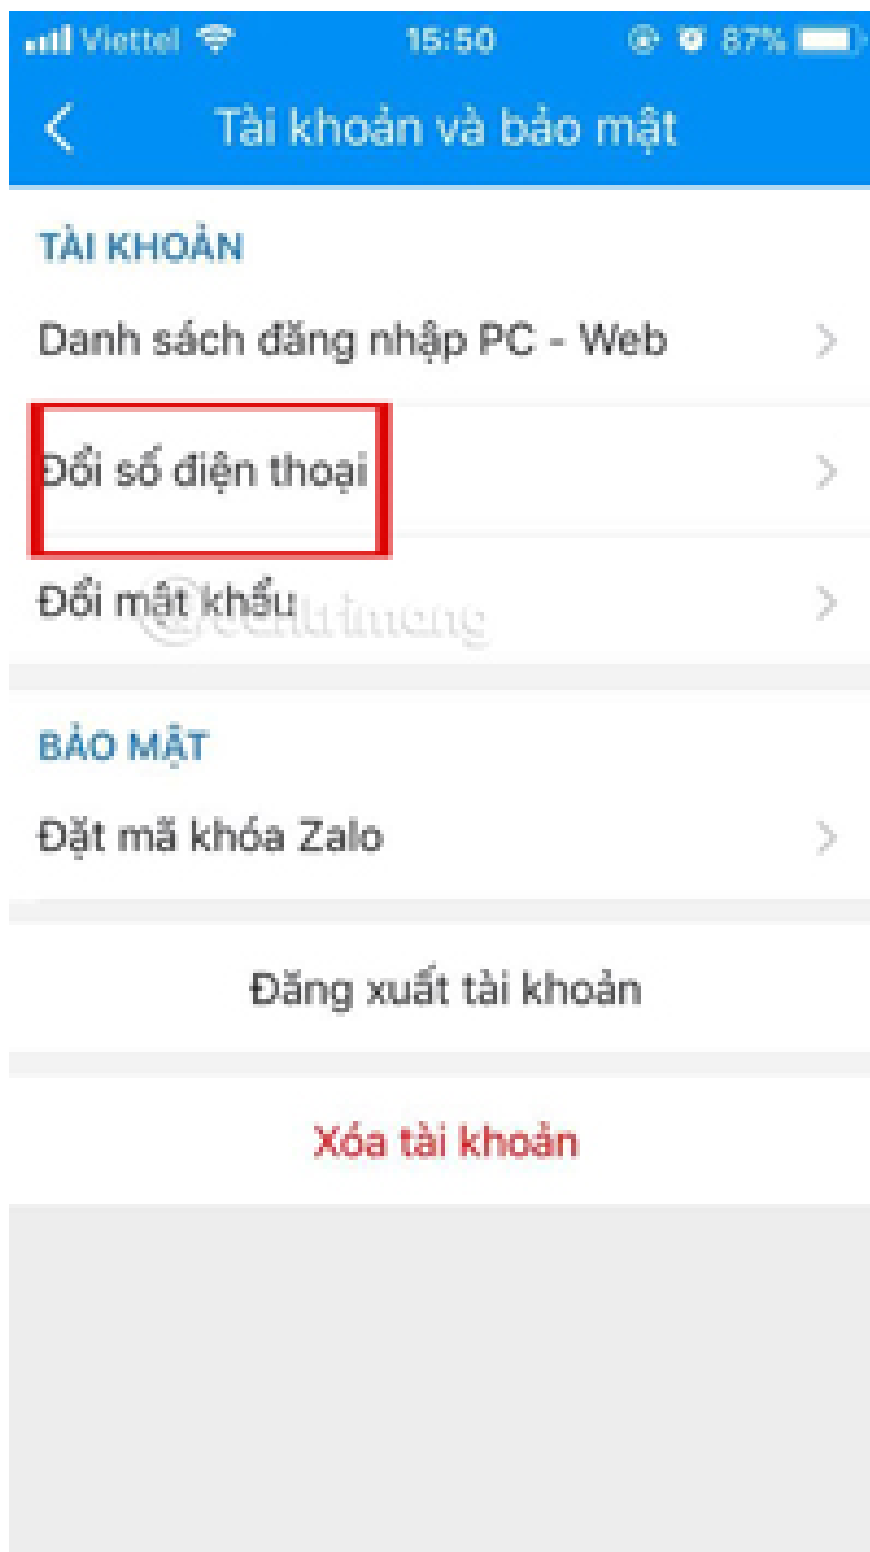 Viettel 15:50 87%
Tài khoản và bảo mật
TÀI KHOẢN
Danh sách đăng nhập PC - Web
Đổi số điện thoại
Đổi mật khẩu
BẢO MẬT
Đặt mã khóa Zalo
Đăng xuất tài khoản
Xóa tài khoản